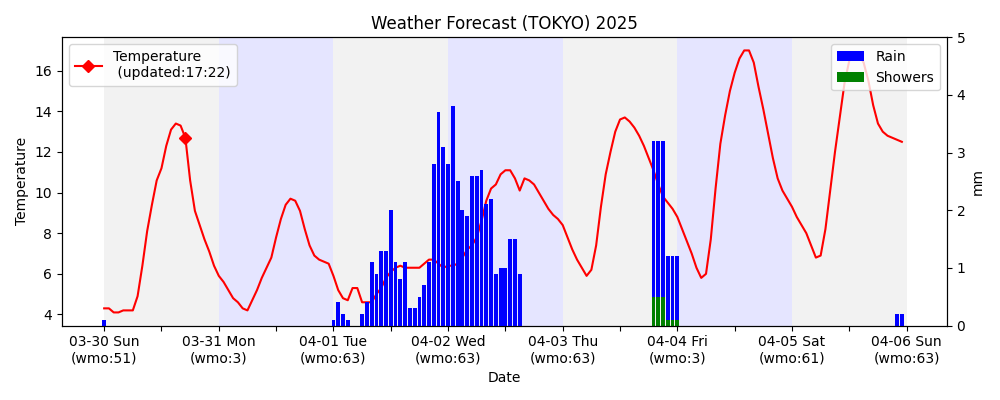 Weather Forecast (TOKYO) 2025
Temperature
(updated:17:22)
Rain
Showers
Temperature
16
14
12
10
8
6
4
5
4
3
2
1
0
mm
03-30 Sun
(wmo:51)
03-31 Mon
(wmo:3)
04-01 Tue
(wmo:63)
04-02 Wed
(wmo:63)
04-03 Thu
(wmo:63)
04-04 Fri
(wmo:3)
04-05 Sat
(wmo:61)
04-06 Sun
(wmo:63)
Date